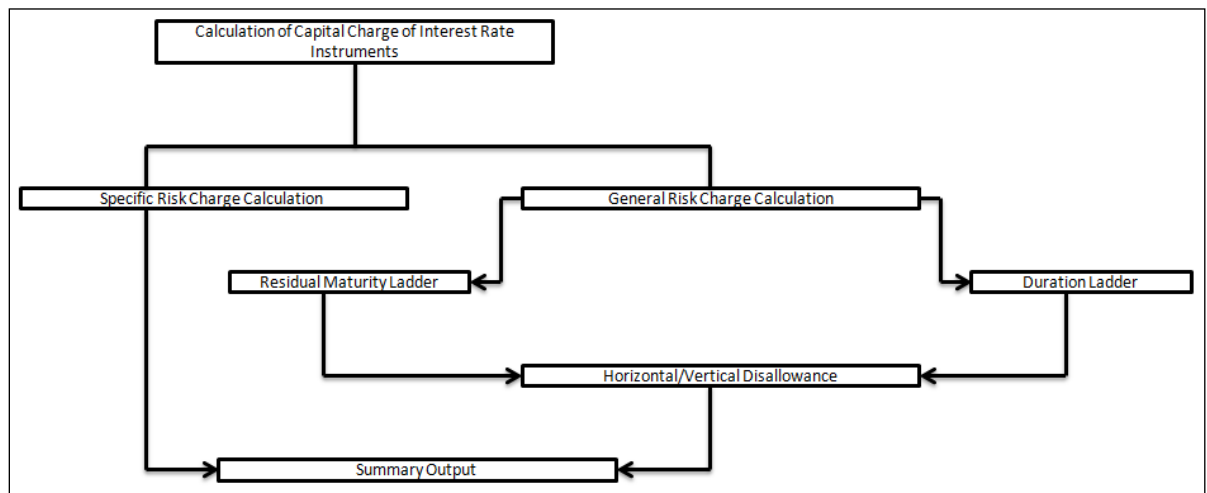 Calculation of Capital Charge of Interest Rate
Instruments
Specific Risk Charge Calculation
General Risk Charge Calculation
Residual Maturity Ladder
Duration Ladder
Horizontal/Vertical Disallowance
Summary Output